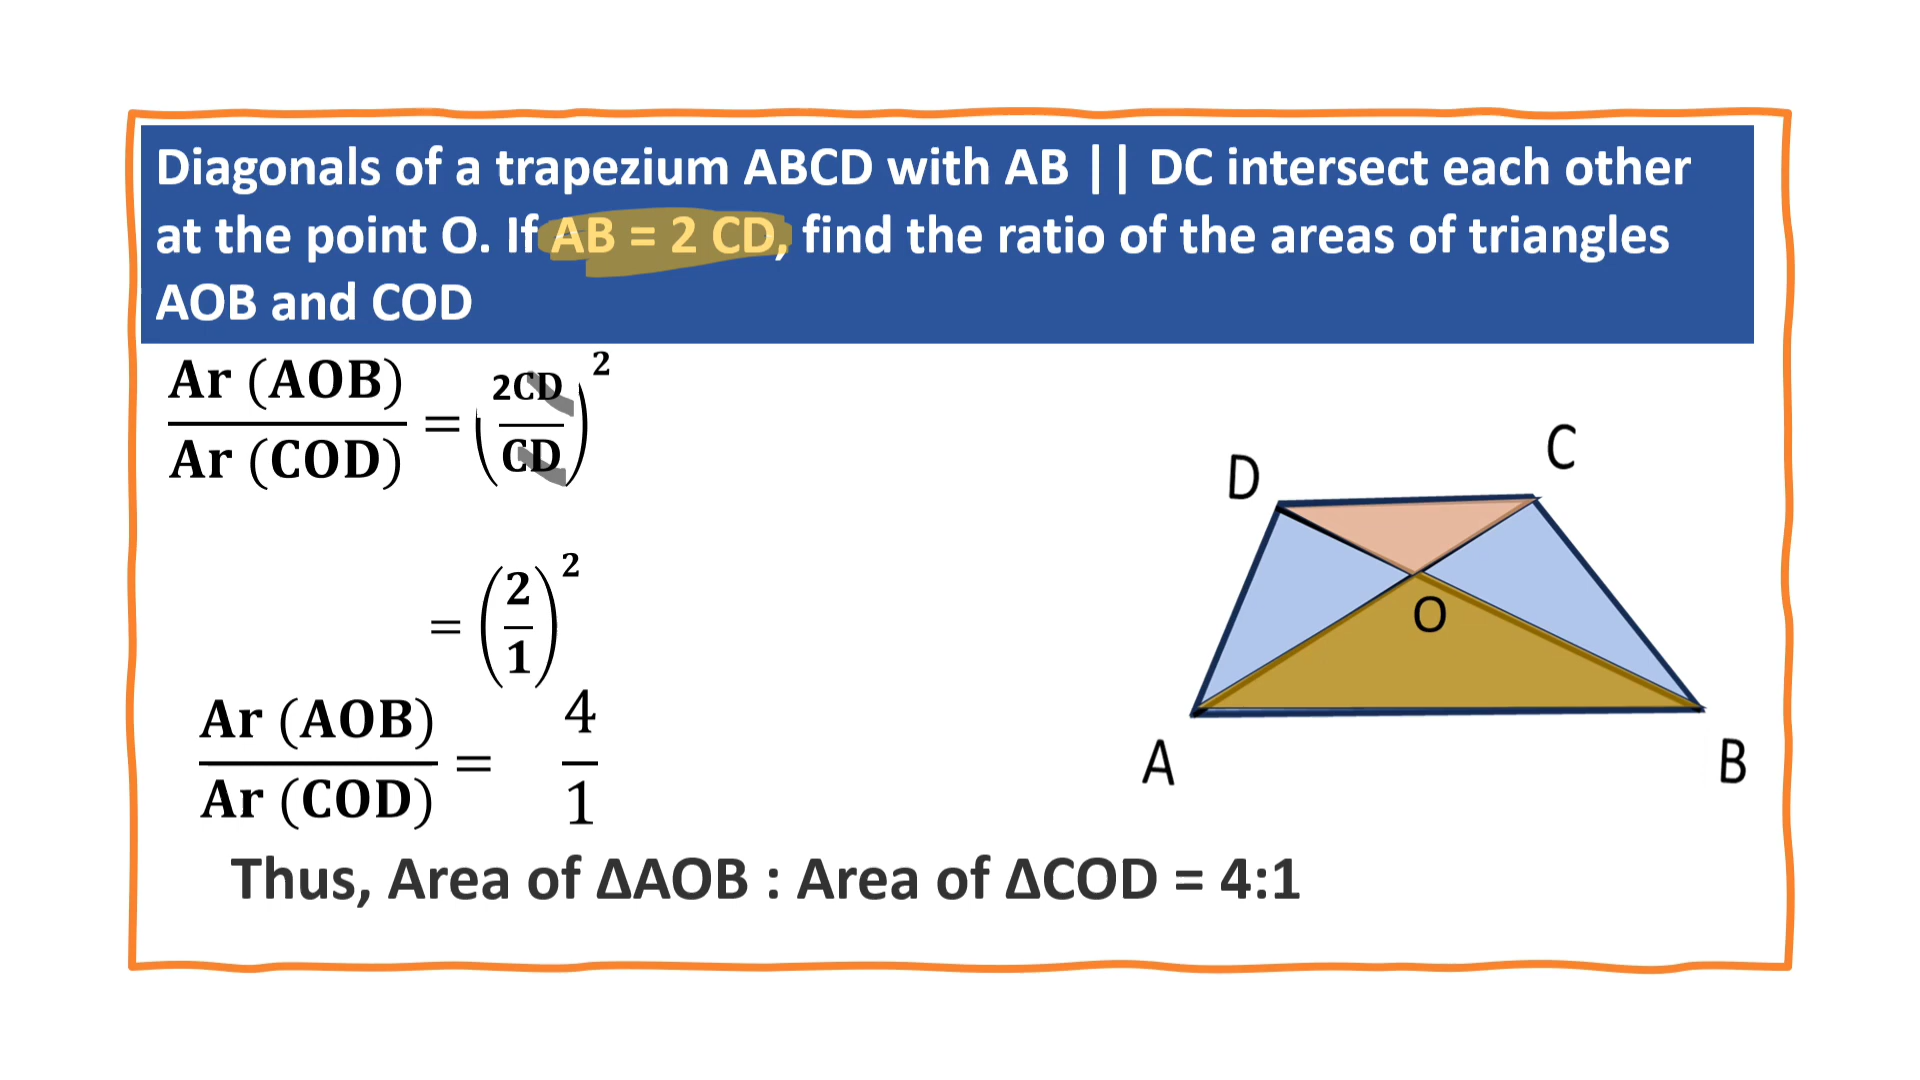 Diagonals of a trapezium ABCD with AB || DC intersect each other
at the point O. If AB = 2 CD, find the ratio of the areas of triangles
AOB and COD
Ar (AOB)/Ar (COD) = (2CD/CD)²
= (2/1)²
Ar (AOB)/Ar (COD) = 4/1
Thus, Area of ΔAOB : Area of ΔCOD = 4:1
D
C
O
A
B